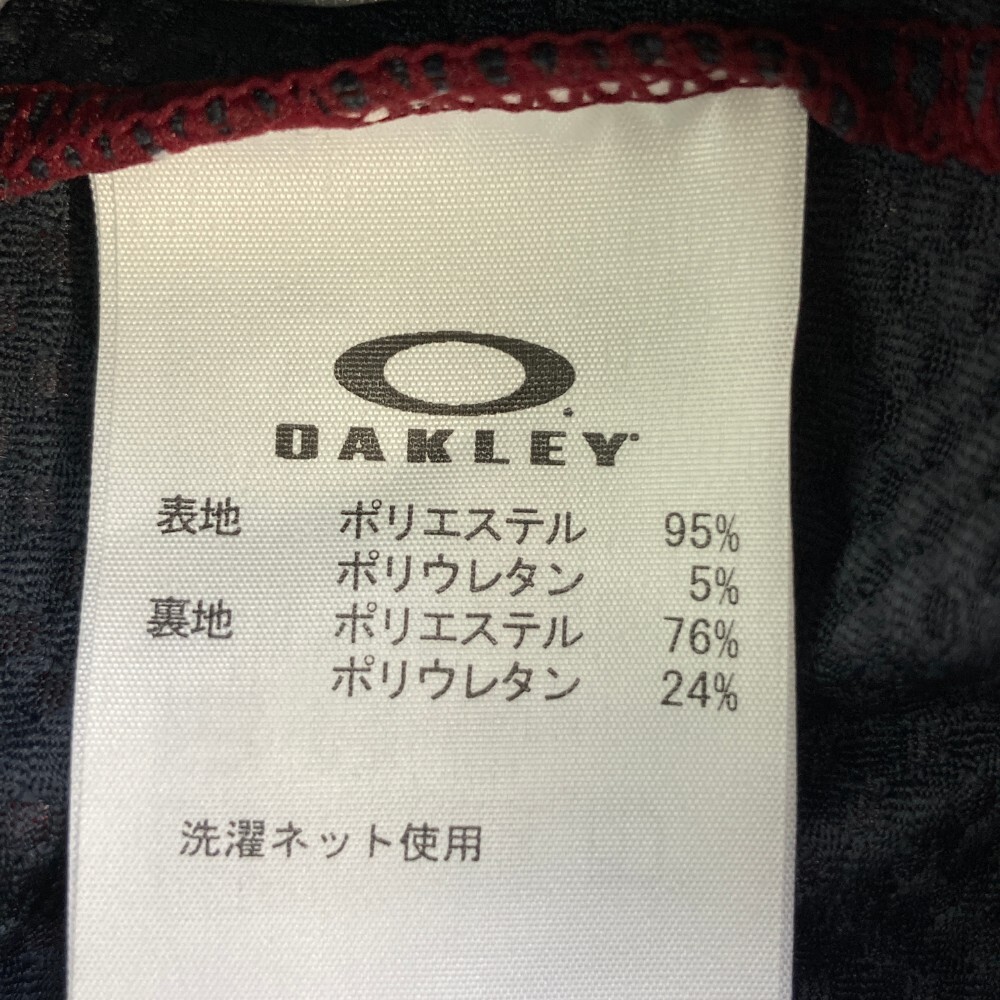 OAKLEY
表地 ポリエステル 95%
ポリウレタン 5%
裏地 ポリエステル 76%
ポリウレタン 24%
洗濯ネット使用